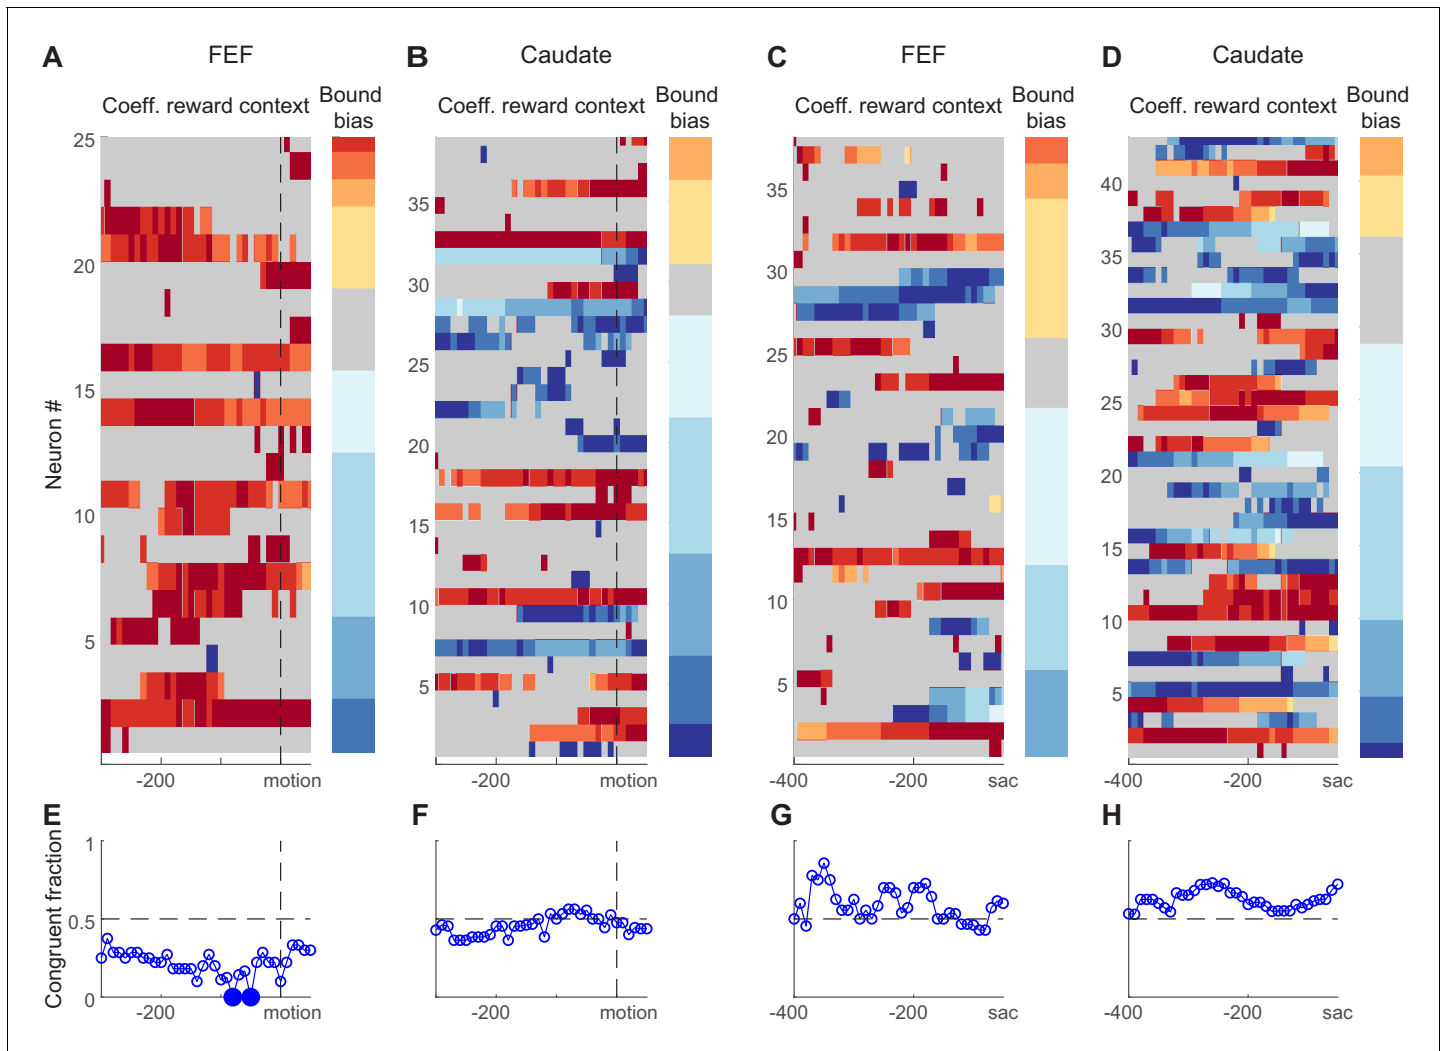 A FEF
B Caudate
C FEF
D Caudate
Coeff. reward context
Bound
bias
Coeff. reward context
Bound
bias
Coeff. reward context
Bound
bias
Coeff. reward context
Bound
bias
Neuron #
25
20
15
10
5
-200 motion
35
30
25
20
15
10
5
-200 motion
35
30
25
20
15
10
5
-400 -200 sac
40
35
30
25
20
15
10
5
-400 -200 sac
E
F
G
H
Congruent fraction
1
0.5
0
-200 motion
-200 motion
-400 -200 sac
-400 -200 sac